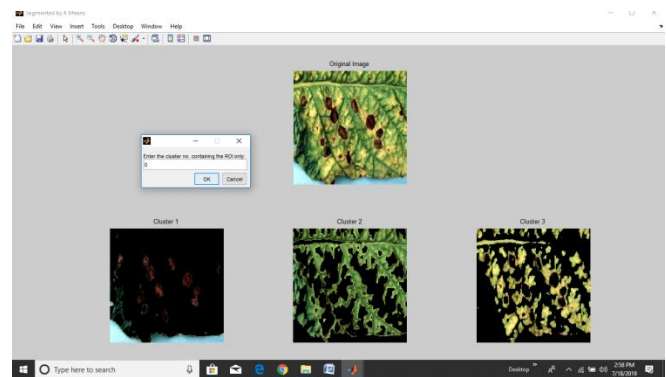 Segmented by K Means
File Edit View Insert Tools Desktop Window Help
Original Image
Enter the cluster no. containing the ROI only:
0
OK Cancel
Cluster 1 Cluster 2 Cluster 3
Type here to search
Desktop
2:58 PM
7/18/2019